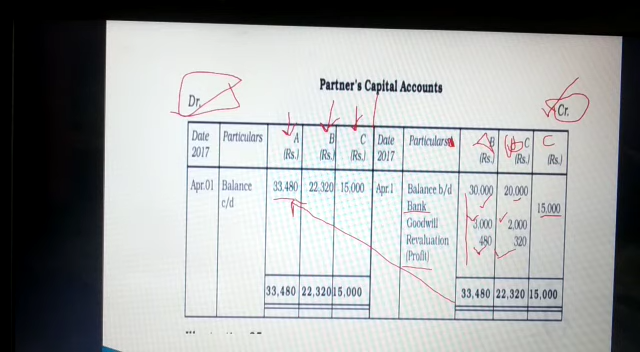 Partner's Capital Accounts
Dr. Cr.
Date 2017 Particulars A (Rs.) B (Rs.) C (Rs.) Date 2017 Particulars B (Rs.) C (Rs.) C (Rs.)
Apr.01 Balance c/d 33,480 22,320 15,000 Apr.1 Balance b/d 30,000 20,000
Bank 15,000
Goodwill 3,000 2,000
Revaluation (Profit) 480 320
33,480 22,320 15,000 33,480 22,320 15,000